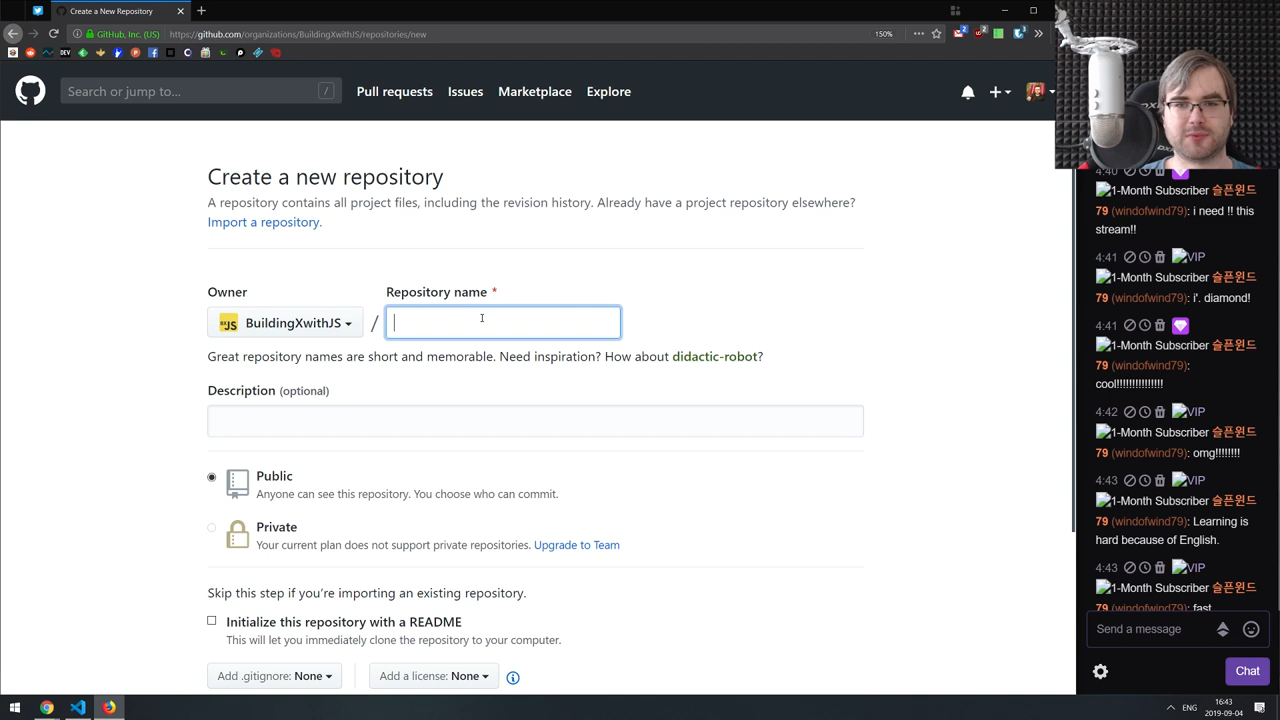 Create a New Repository
GitHub, Inc. (US)
https://github.com/organizations/BuildingXwithJS/repositories/new
150%
Search or jump to...
/
Pull requests
Issues
Marketplace
Explore
Create a new repository
A repository contains all project files, including the revision history. Already have a project repository elsewhere?
Import a repository.
Owner
Repository name *
BuildingXwithJS
/
Great repository names are short and memorable. Need inspiration? How about didactic-robot?
Description (optional)
Public
Anyone can see this repository. You choose who can commit.
Private
Your current plan does not support private repositories. Upgrade to Team
Skip this step if you're importing an existing repository.
Initialize this repository with a README
This will let you immediately clone the repository to your computer.
Add .gitignore: None
Add a license: None
4:40
1-Month Subscriber 슬픈윈드
79 (windofwind79): i need !! this
stream!!
4:41 VIP
1-Month Subscriber 슬픈윈드
79 (windofwind79): i'. diamond!
4:41
1-Month Subscriber 슬픈윈드
79 (windofwind79):
cool!!!!!!!!!!!!!!!
4:42 VIP
1-Month Subscriber 슬픈윈드
79 (windofwind79): omg!!!!!!!!
4:43 VIP
1-Month Subscriber 슬픈윈드
79 (windofwind79): Learning is
hard because of English.
4:43 VIP
1-Month Subscriber 슬픈윈드
79 (windofwind79): fast
Send a message
Chat
ENG
16:43
2019-09-04